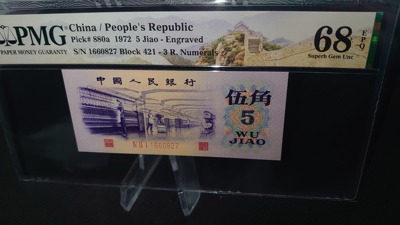 PMG
PAPER MONEY GUARANTY
China / People's Republic
Pick# 880a 1972 5 Jiao - Engraved
S/N 1660827 Block 421 - 3 R. Numerals
68 EPQ
Superb Gem Unc
中国人民银行
伍角
5
WU
JIAO
1660827